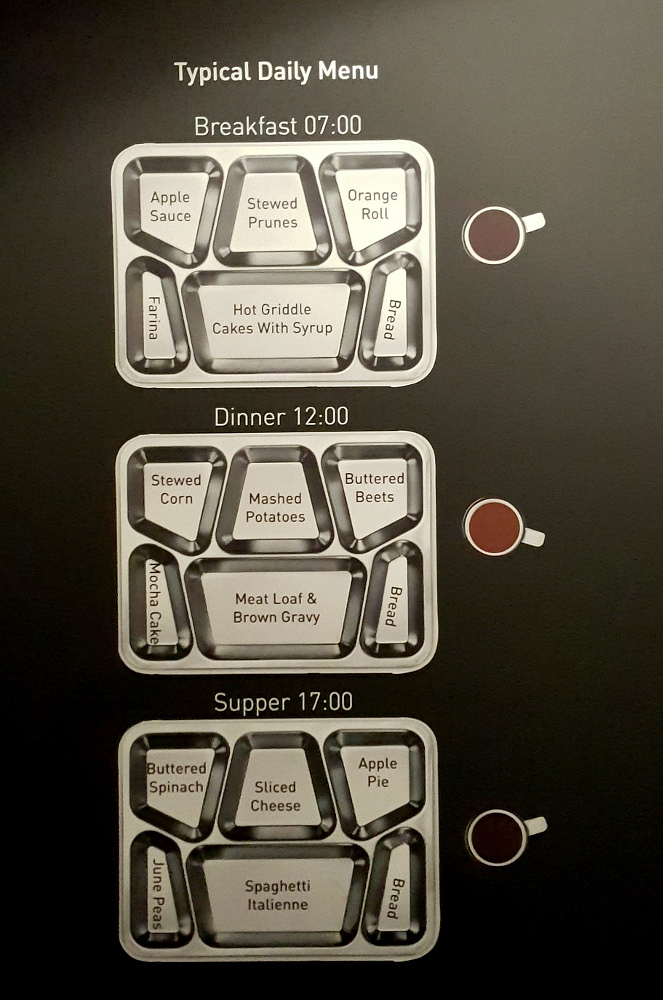 Typical Daily Menu
Breakfast 07:00
Apple
Sauce
Stewed
Prunes
Orange
Roll
Farina
Hot Griddle
Cakes With Syrup
Bread
Dinner 12:00
Stewed
Corn
Mashed
Potatoes
Buttered
Beets
Mocha Cake
Meat Loaf &
Brown Gravy
Bread
Supper 17:00
Buttered
Spinach
Sliced
Cheese
Apple
Pie
June Peas
Spaghetti
Italienne
Bread